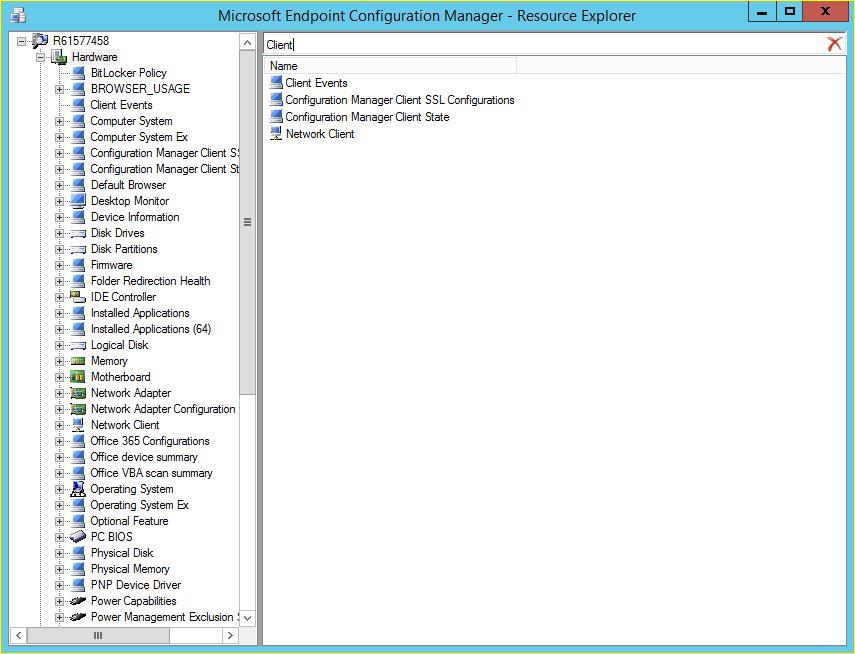 Microsoft Endpoint Configuration Manager - Resource Explorer
R61577458
Hardware
BitLocker Policy
BROWSER_USAGE
Client Events
Computer System
Computer System Ex
Configuration Manager Client SS
Configuration Manager Client St
Default Browser
Desktop Monitor
Device Information
Disk Drives
Disk Partitions
Firmware
Folder Redirection Health
IDE Controller
Installed Applications
Installed Applications (64)
Logical Disk
Memory
Motherboard
Network Adapter
Network Adapter Configuration
Network Client
Office 365 Configurations
Office device summary
Office VBA scan summary
Operating System
Operating System Ex
Optional Feature
PC BIOS
Physical Disk
Physical Memory
PNP Device Driver
Power Capabilities
Power Management Exclusion S
Client
Name
Client Events
Configuration Manager Client SSL Configurations
Configuration Manager Client State
Network Client